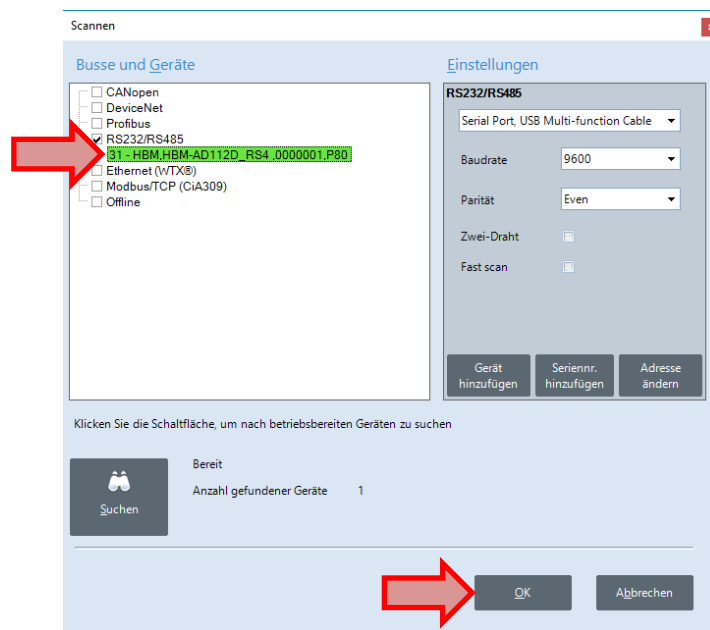 Scannen
Busse und Geräte
CANopen
DeviceNet
Profibus
RS232/RS485
31 - HBM,HBM-AD112D_RS4 ,0000001,P80
Ethernet (WTX®)
Modbus/TCP (CiA309)
Offline
Einstellungen
RS232/RS485
Serial Port, USB Multi-function Cable
Baudrate 9600
Parität Even
Zwei-Draht
Fast scan
Gerät hinzufügen
Seriennr. hinzufügen
Adresse ändern
Klicken Sie die Schaltfläche, um nach betriebsbereiten Geräten zu suchen
Suchen
Bereit
Anzahl gefundener Geräte 1
OK
Abbrechen